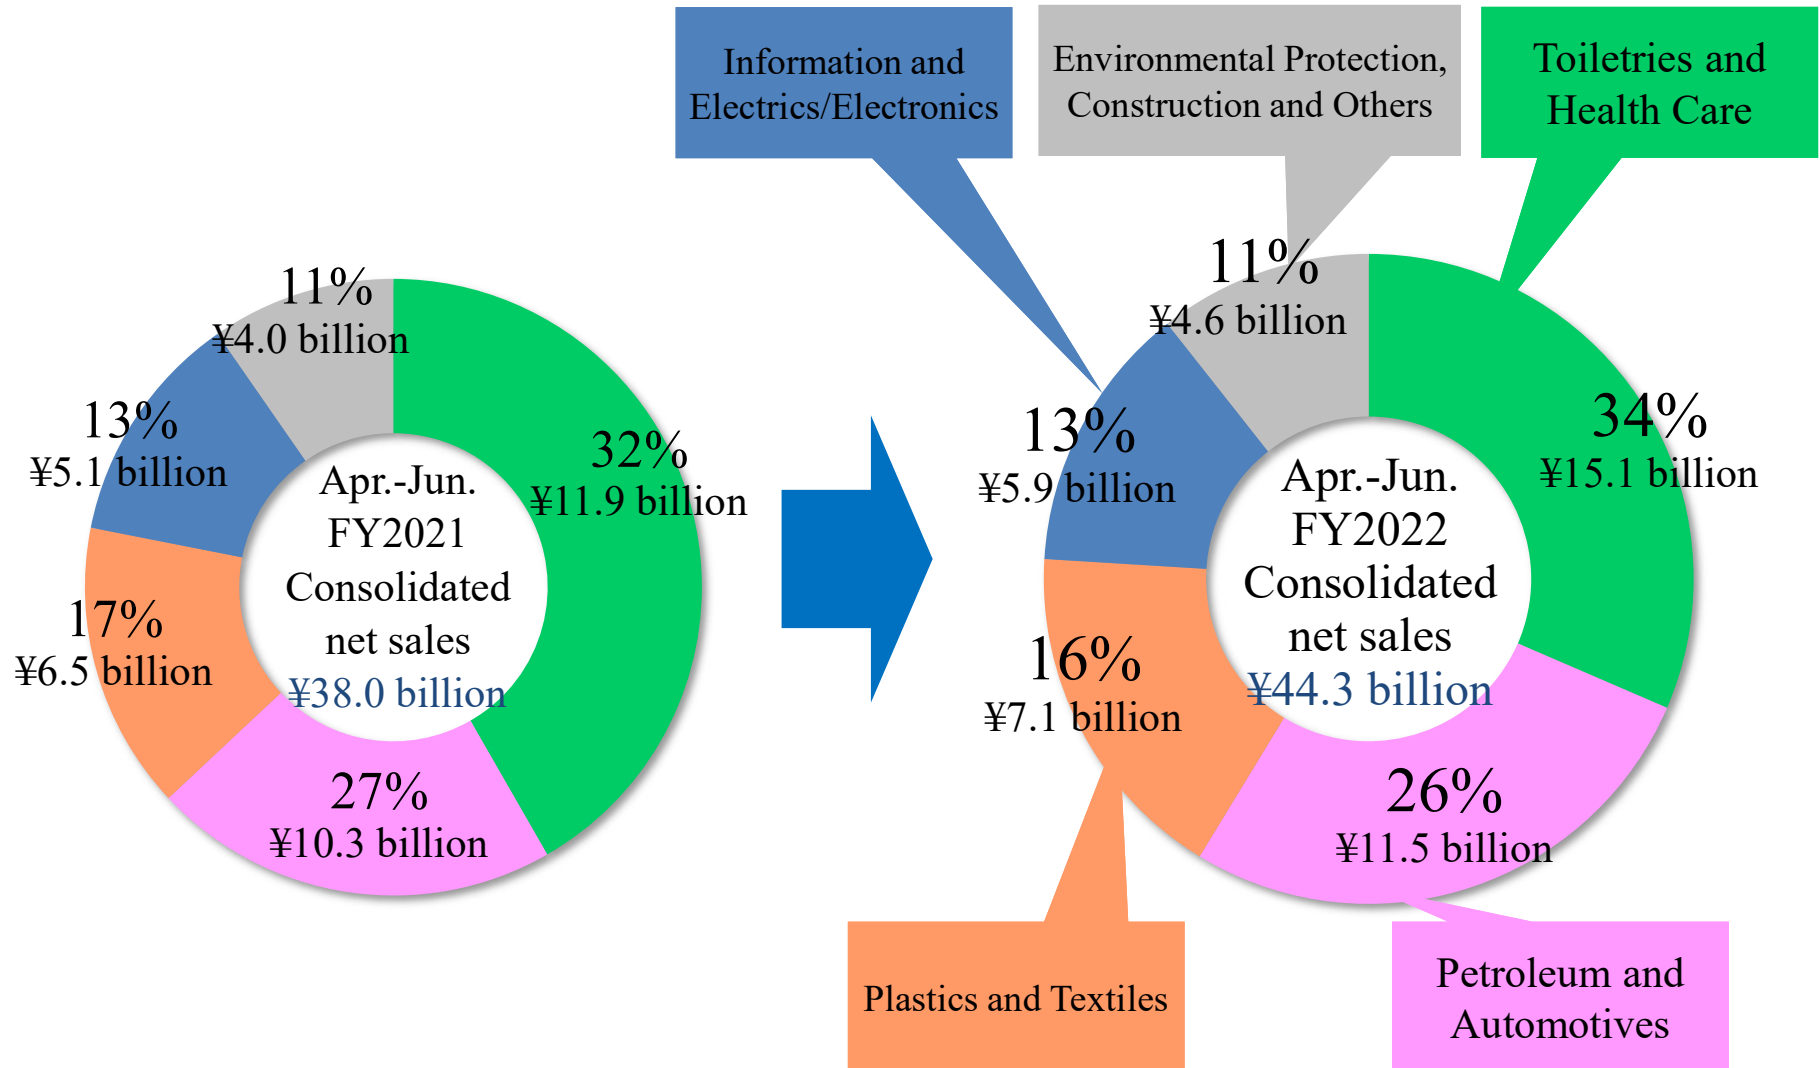 Information and
Electrics/Electronics
Environmental Protection,
Construction and Others
Toiletries and
Health Care
11%
¥4.0 billion
13%
¥5.1 billion
32%
¥11.9 billion
17%
¥6.5 billion
27%
¥10.3 billion
Apr.-Jun.
FY2021
Consolidated
net sales
¥38.0 billion
11%
¥4.6 billion
13%
¥5.9 billion
34%
¥15.1 billion
16%
¥7.1 billion
26%
¥11.5 billion
Apr.-Jun.
FY2022
Consolidated
net sales
¥44.3 billion
Plastics and Textiles
Petroleum and
Automotives